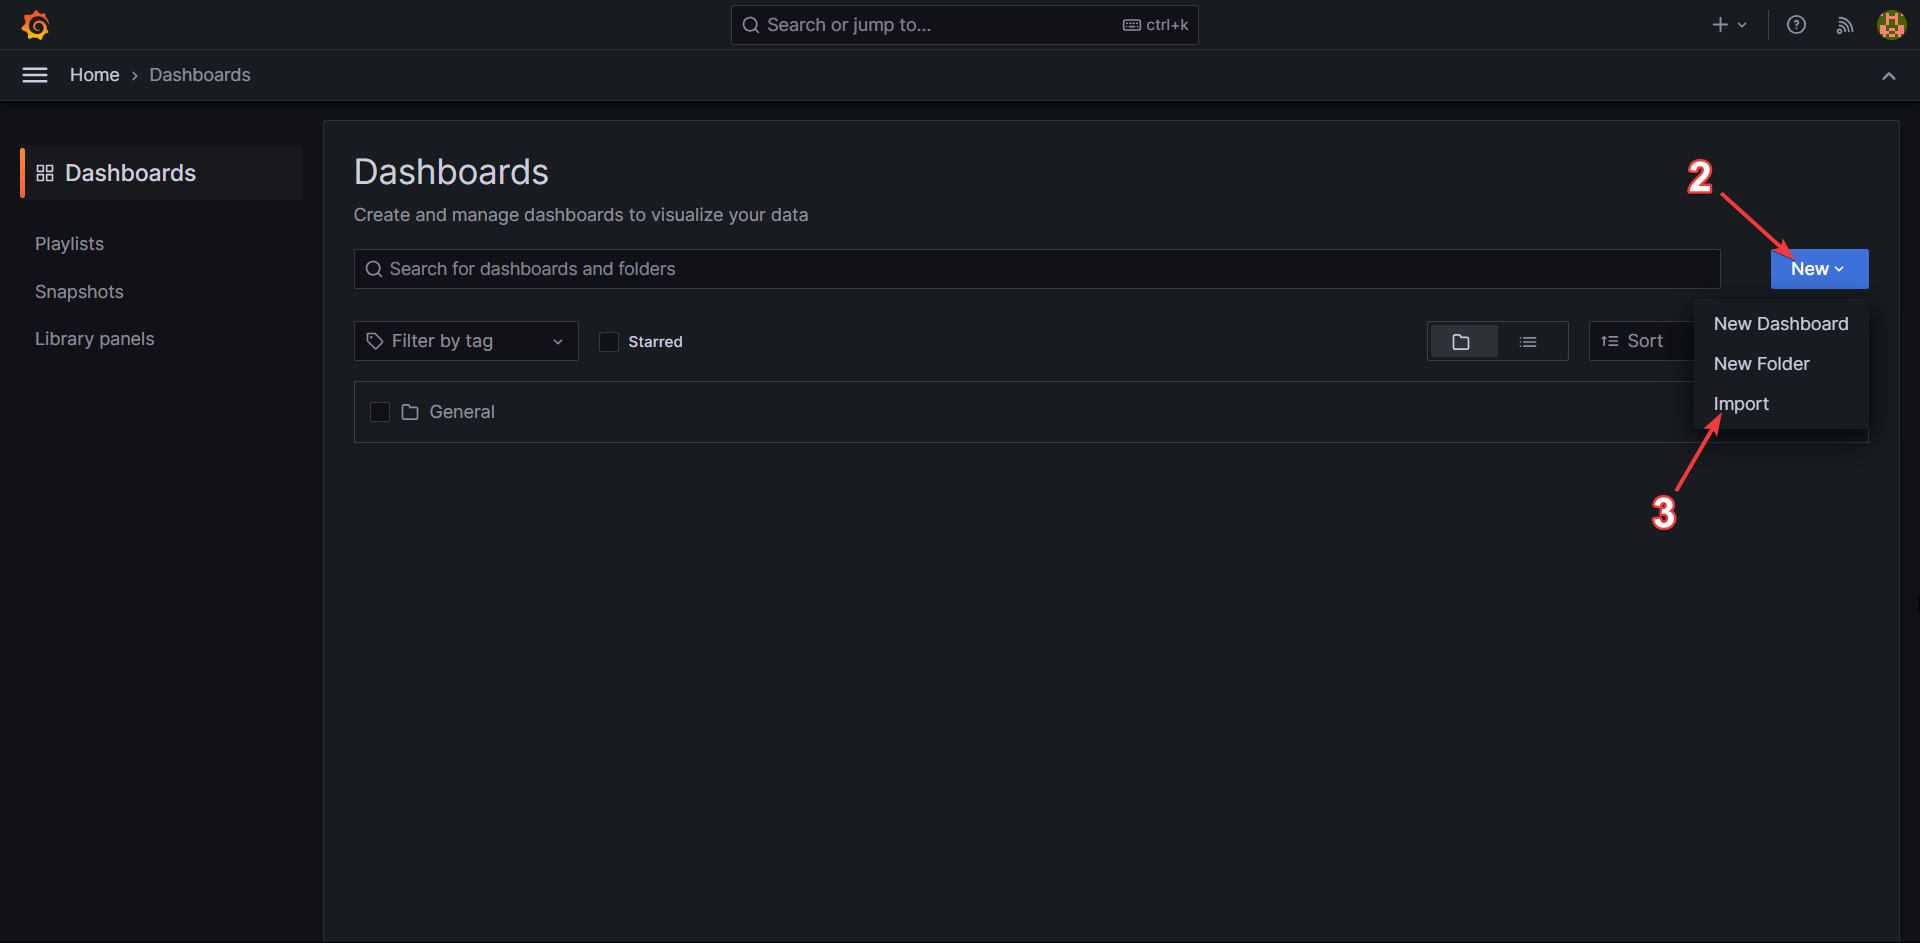 Search or jump to... ctrl+k
Home › Dashboards
Dashboards
Playlists
Snapshots
Library panels
Dashboards
Create and manage dashboards to visualize your data
2
Search for dashboards and folders
New
Filter by tag
Starred
Sort
New Dashboard
New Folder
Import
General
3